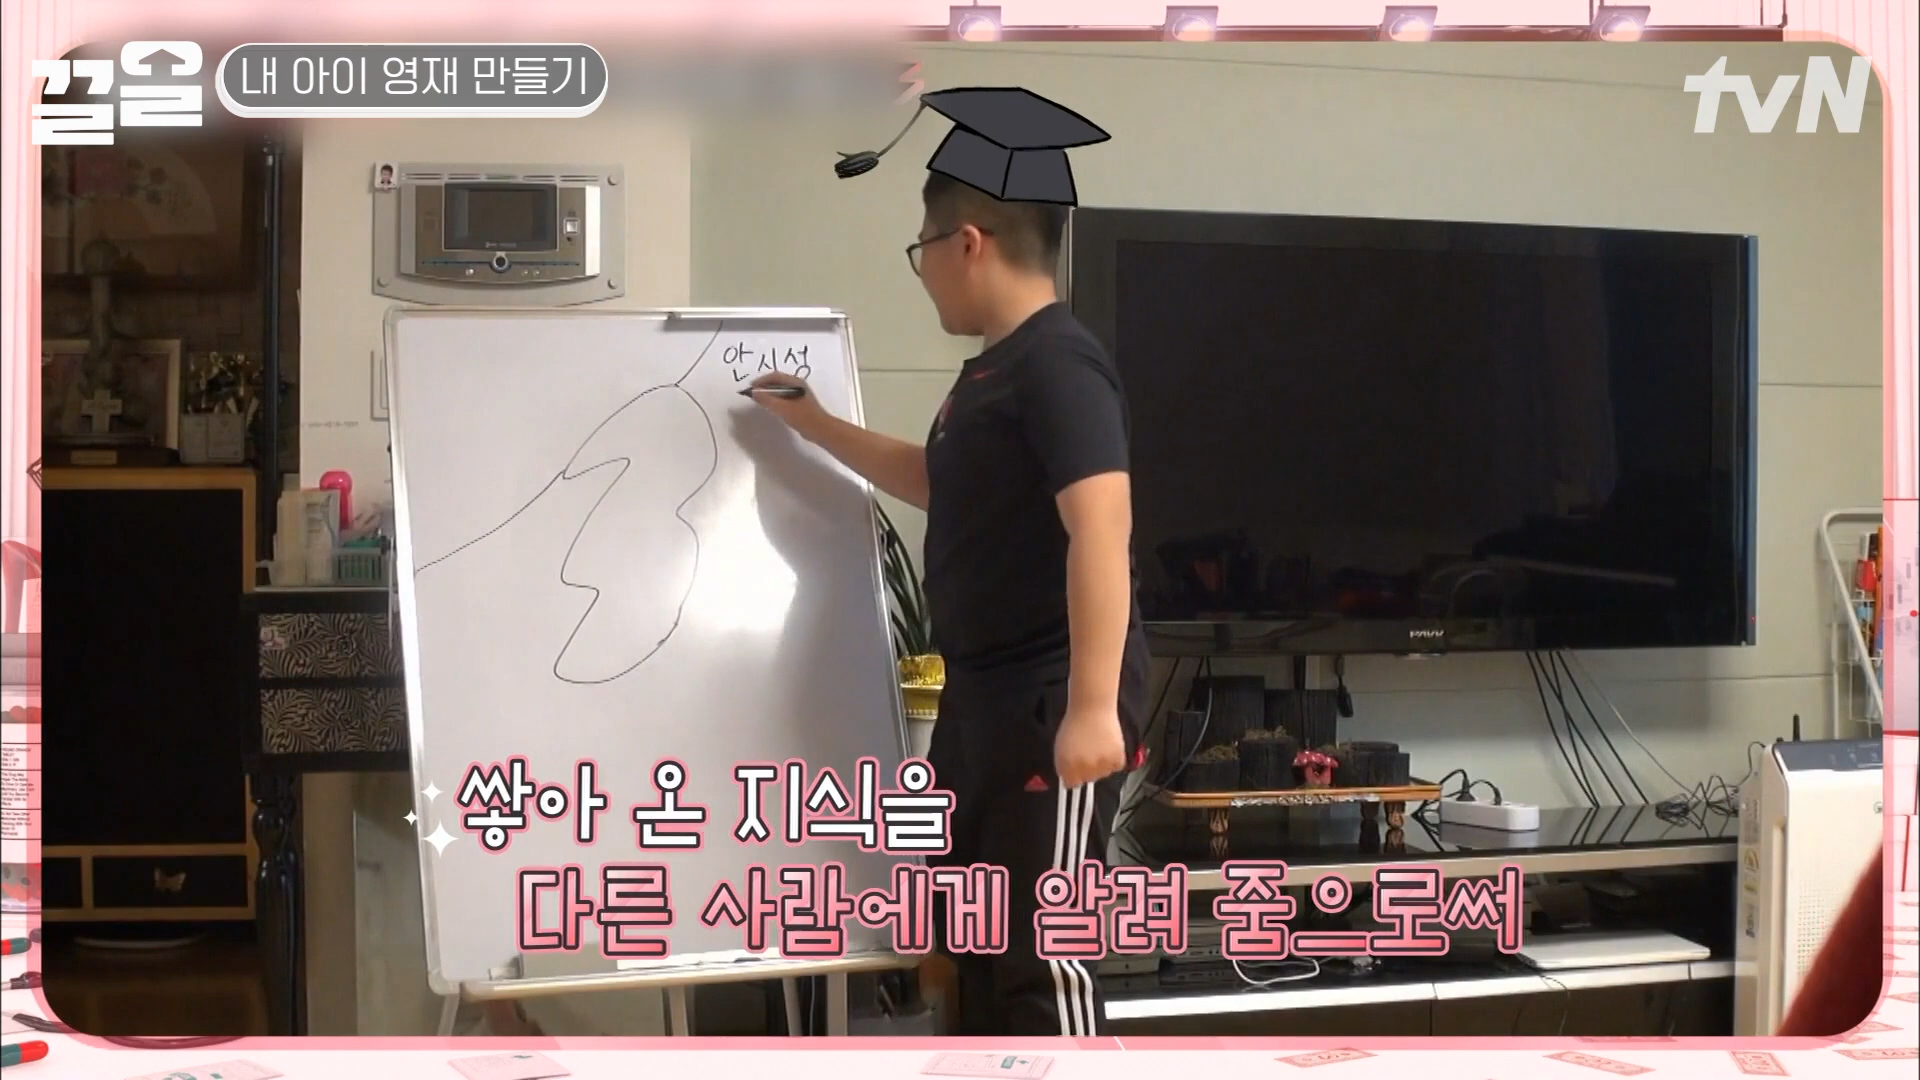 끌올
내 아이 영재 만들기
tvN
안시성
PAVV
쌓아 온 지식을
다른 사람에게 알려 줌으로써